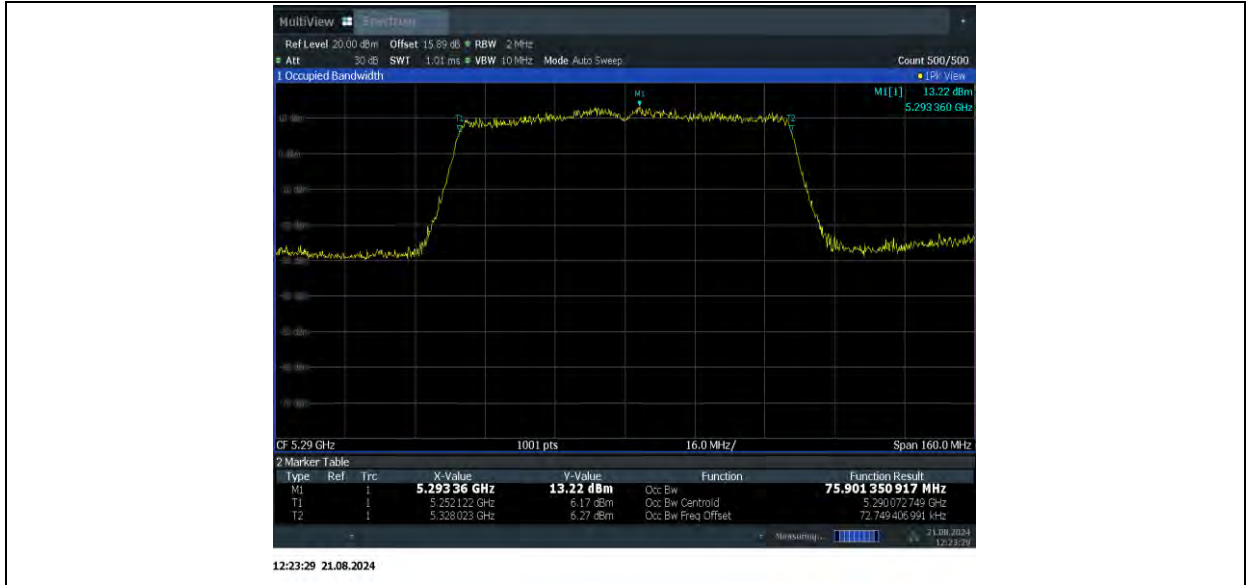 MultiView Spectrum
Ref Level 20.00 dBm Offset 15.89 dB RBW 2 MHz
Att 30 dB SWT 1.01 ms VBW 10 MHz Mode Auto Sweep Count 500/500
1 Occupied Bandwidth 1Pk View
M1[1] 13.22 dBm
5.293 360 GHz
M1
T1
T2
CF 5.29 GHz 1001 pts 16.0 MHz/ Span 160.0 MHz
2 Marker Table
Type Ref Trc X-Value Y-Value Function Function Result
M1 1 5.293 36 GHz 13.22 dBm Occ Bw 75.901 350 917 MHz
T1 1 5.252 122 GHz 6.17 dBm Occ Bw Centroid 5.290 072 749 GHz
T2 1 5.328 023 GHz 6.27 dBm Occ Bw Freq Offset 72.749 406 991 kHz
Measuring... 21.08.2024
12:23:29
12:23:29 21.08.2024